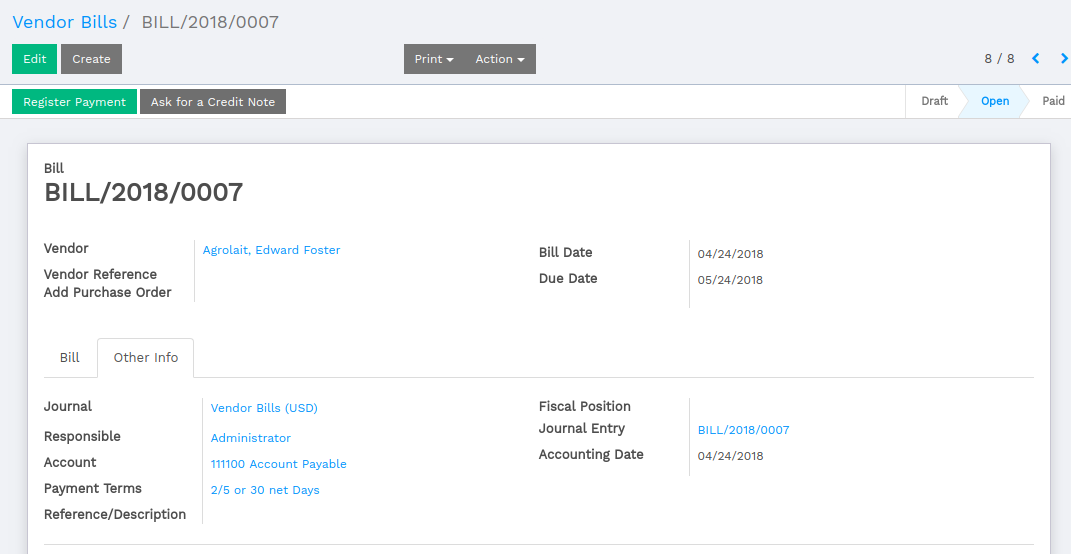 Vendor Bills / BILL/2018/0007
Edit Create Print Action 8 / 8
Register Payment Ask for a Credit Note Draft Open Paid
Bill
BILL/2018/0007
Vendor Agrolait, Edward Foster Bill Date 04/24/2018
Vendor Reference Due Date 05/24/2018
Add Purchase Order
Bill Other Info
Journal Vendor Bills (USD) Fiscal Position
Responsible Administrator Journal Entry BILL/2018/0007
Account 111100 Account Payable Accounting Date 04/24/2018
Payment Terms 2/5 or 30 net Days
Reference/Description